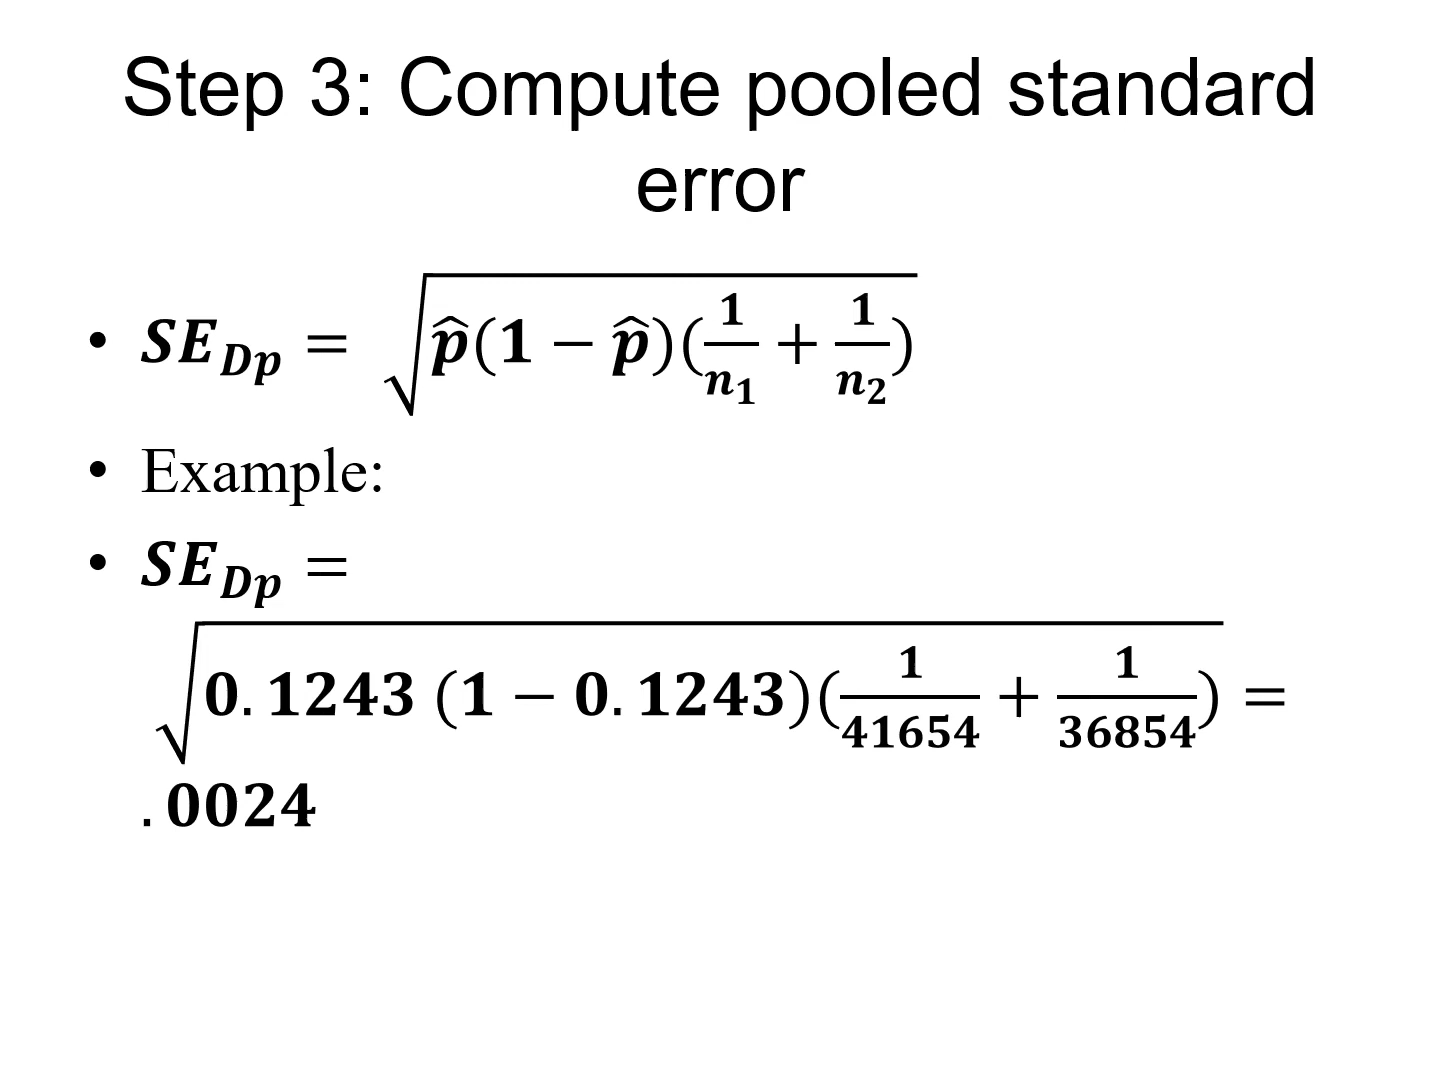 Step 3: Compute pooled standard
error
• SE_Dp = √(p̂(1 − p̂)(1/n₁ + 1/n₂))
• Example:
• SE_Dp =
√(0.1243 (1 − 0.1243)(1/41654 + 1/36854)) =
.0024